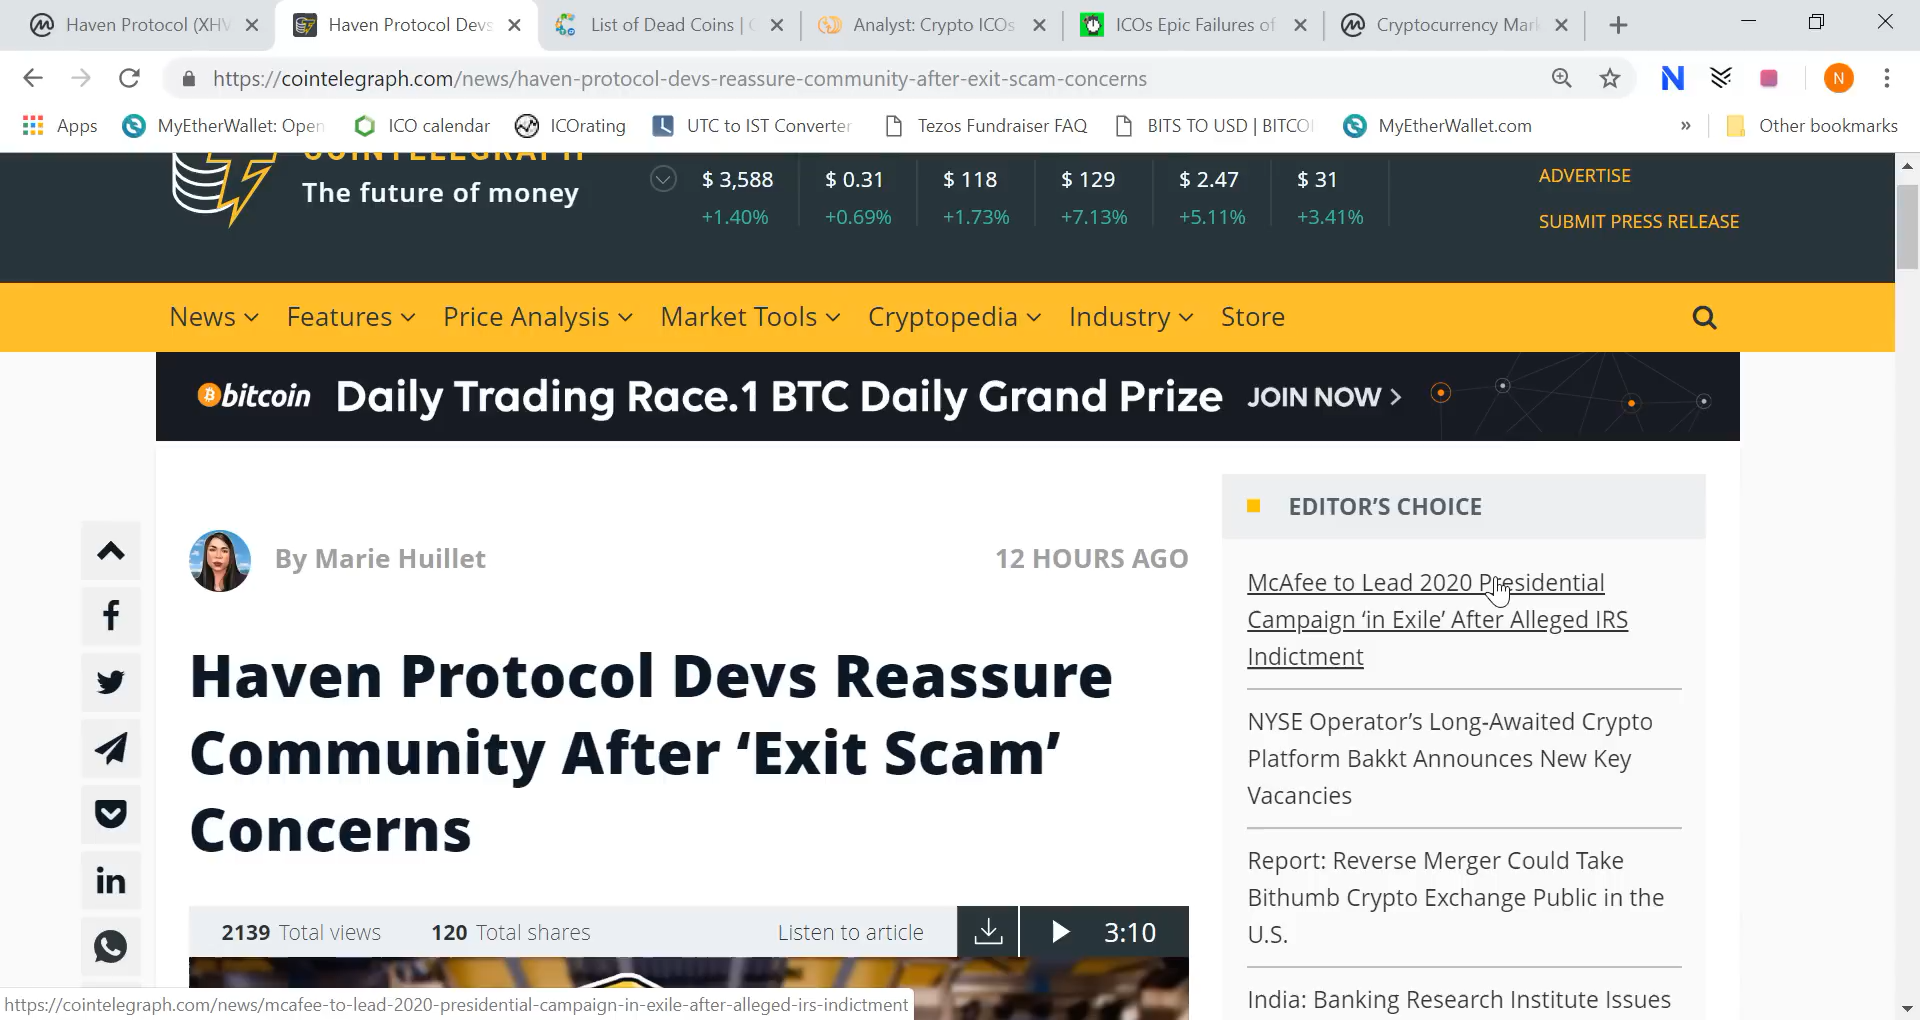 Haven Protocol (XHV
Haven Protocol Devs
List of Dead Coins |
Analyst: Crypto ICOs
ICOs Epic Failures of
Cryptocurrency Mark
https://cointelegraph.com/news/haven-protocol-devs-reassure-community-after-exit-scam-concerns
N
N
Apps
MyEtherWallet: Open
ICO calendar
ICOrating
UTC to IST Converter
Tezos Fundraiser FAQ
BITS TO USD | BITCO
MyEtherWallet.com
»
Other bookmarks
COINTELEGRAPH
The future of money
$ 3,588
$ 0.31
$ 118
$ 129
$ 2.47
$ 31
+1.40%
+0.69%
+1.73%
+7.13%
+5.11%
+3.41%
ADVERTISE
SUBMIT PRESS RELEASE
News
Features
Price Analysis
Market Tools
Cryptopedia
Industry
Store
bitcoin
Daily Trading Race.1 BTC Daily Grand Prize
JOIN NOW >
By Marie Huillet
12 HOURS AGO
Haven Protocol Devs Reassure
Community After ‘Exit Scam’
Concerns
2139 Total views
120 Total shares
Listen to article
3:10
EDITOR’S CHOICE
McAfee to Lead 2020 Presidential
Campaign ‘in Exile’ After Alleged IRS
Indictment
NYSE Operator’s Long-Awaited Crypto
Platform Bakkt Announces New Key
Vacancies
Report: Reverse Merger Could Take
Bithumb Crypto Exchange Public in the
U.S.
India: Banking Research Institute Issues
https://cointelegraph.com/news/mcafee-to-lead-2020-presidential-campaign-in-exile-after-alleged-irs-indictment